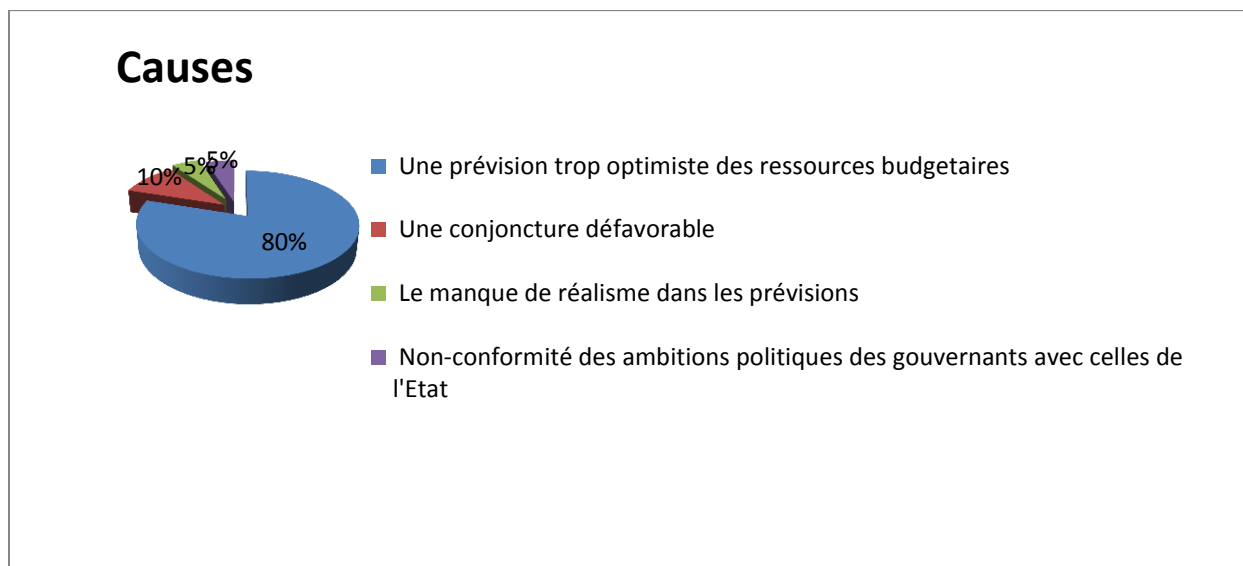 Causes
5%
5%
10%
80%
Une prévision trop optimiste des ressources budgetaires
Une conjoncture défavorable
Le manque de réalisme dans les prévisions
Non-conformité des ambitions politiques des gouvernants avec celles de
l'Etat